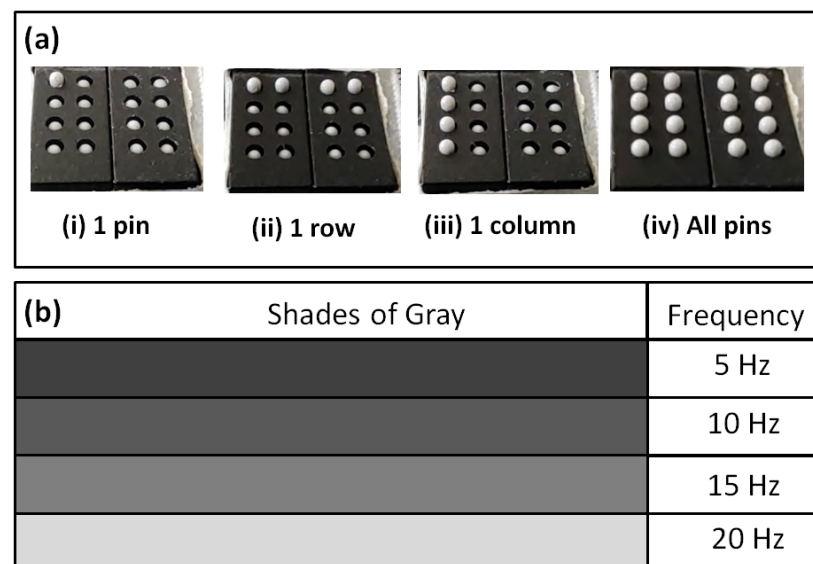 (a)
(i) 1 pin
(ii) 1 row
(iii) 1 column
(iv) All pins
(b)
Shades of Gray
Frequency
5 Hz
10 Hz
15 Hz
20 Hz